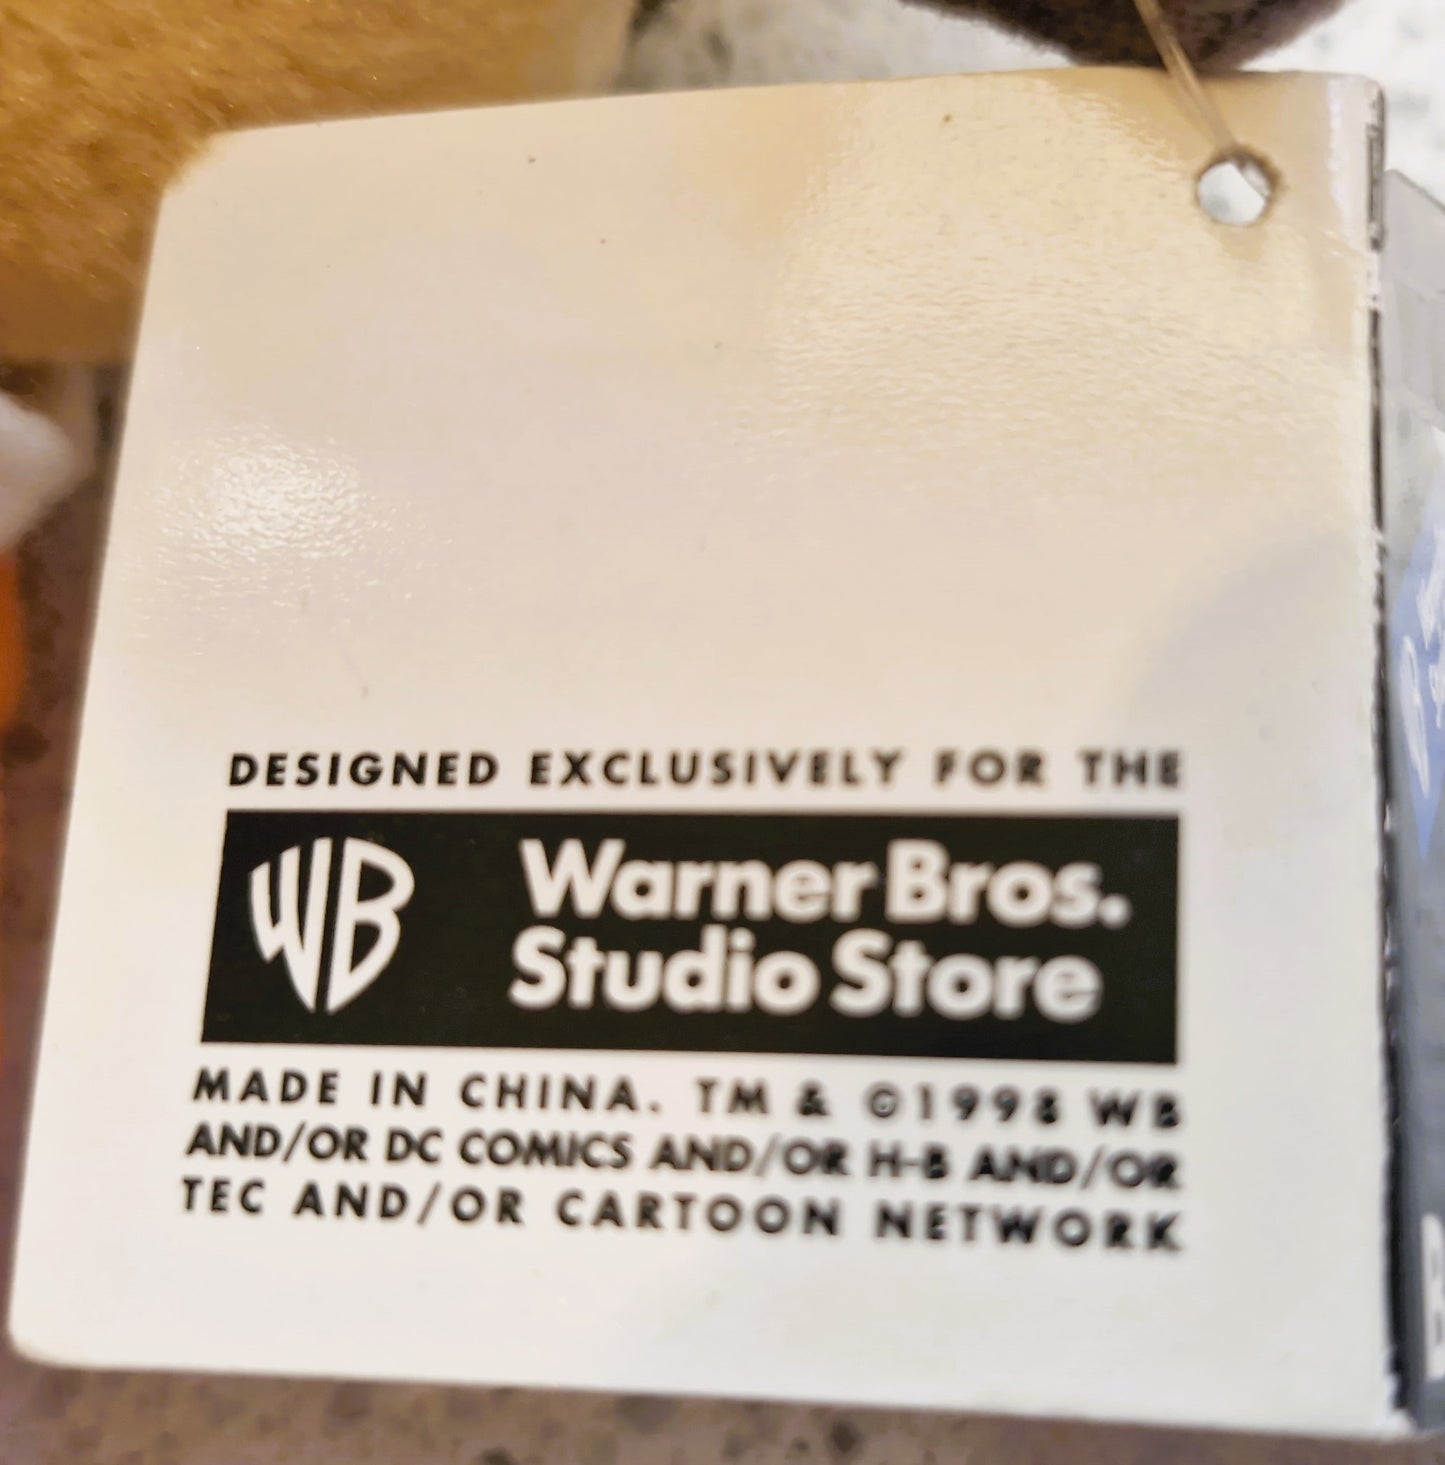 DESIGNED EXCLUSIVELY FOR THE
WB
Warner Bros.
Studio Store
MADE IN CHINA. TM & ©1998 WB
AND/OR DC COMICS AND/OR H-B AND/OR
TEC AND/OR CARTOON NETWORK